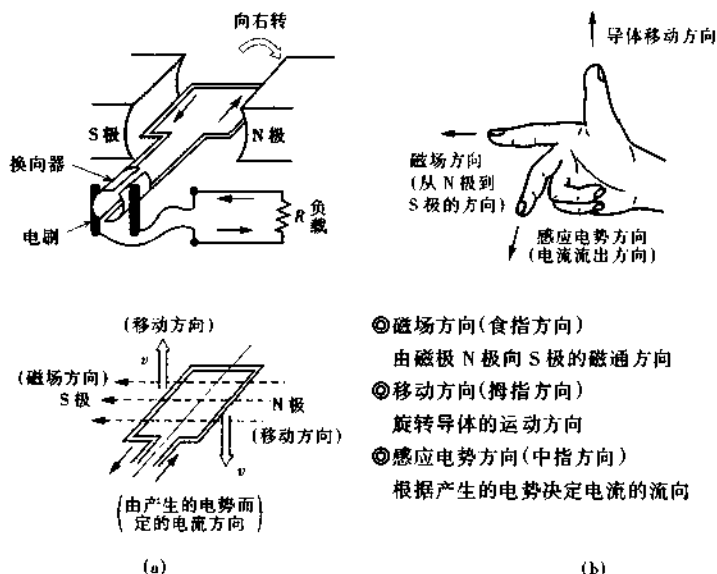 向右转
S极
N极
换向器
电刷
R
负载
导体移动方向
磁场方向
(从N极到
S极的方向)
感应电势方向
(电流流出方向)
(移动方向)
v
(磁场方向)
S极
N极
(移动方向)
v
(由产生的电势而
定的电流方向)
(a)
◎磁场方向(食指方向)
由磁极N极向S极的磁通方向
◎移动方向(拇指方向)
旋转导体的运动方向
◎感应电势方向(中指方向)
根据产生的电势决定电流的流向
(b)